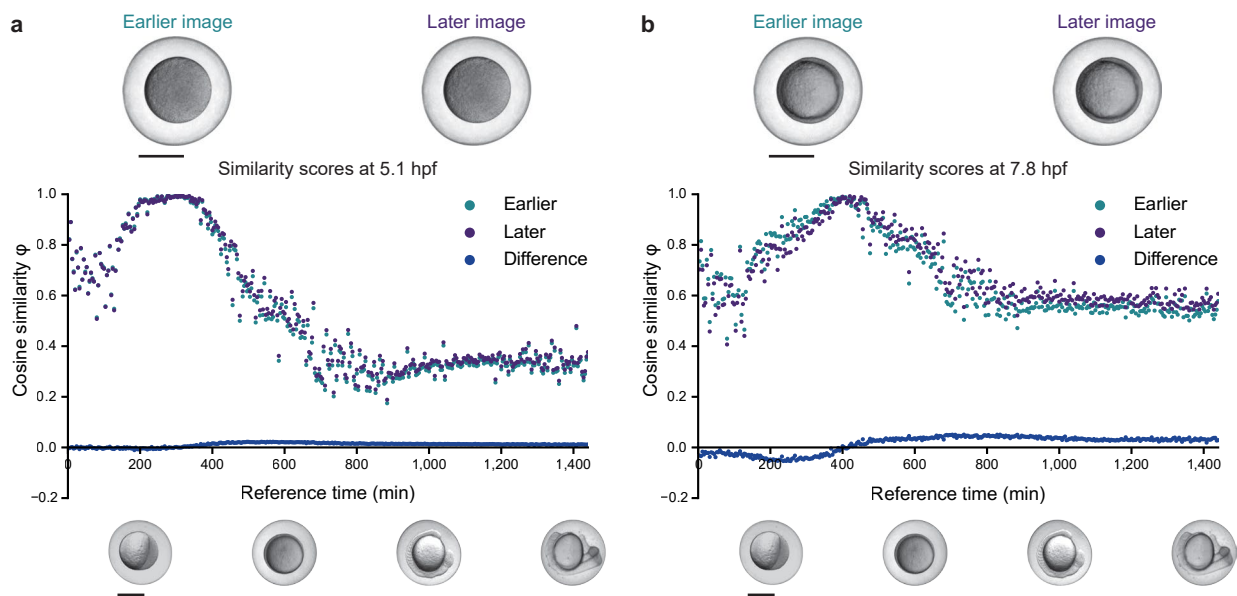 a
Earlier image
Later image
Similarity scores at 5.1 hpf
Cosine similarity φ
1.0
0.8
0.6
0.4
0.2
0.0
−0.2
Earlier
Later
Difference
0 200 400 600 800 1,000 1,200 1,400
Reference time (min)
b
Earlier image
Later image
Similarity scores at 7.8 hpf
Cosine similarity φ
1.0
0.8
0.6
0.4
0.2
0.0
−0.2
Earlier
Later
Difference
0 200 400 600 800 1,000 1,200 1,400
Reference time (min)